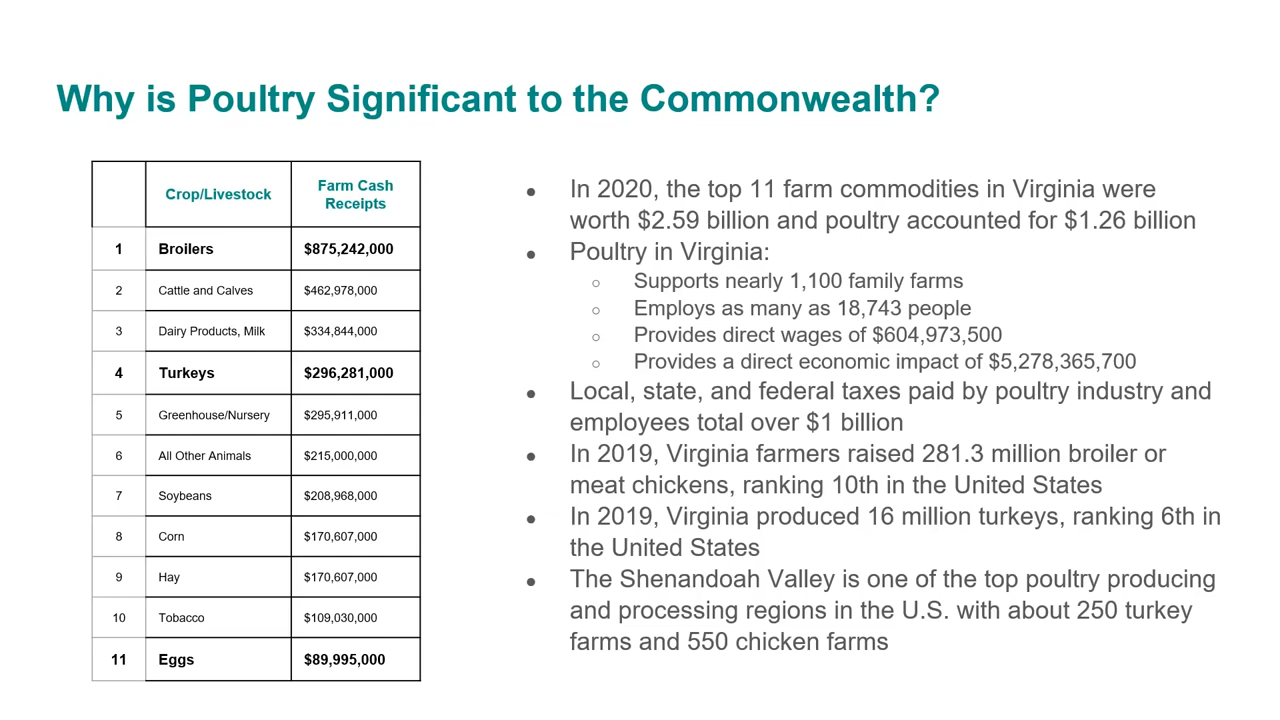 Why is Poultry Significant to the Commonwealth?
Crop/Livestock Farm Cash Receipts
1 Broilers $875,242,000
2 Cattle and Calves $462,978,000
3 Dairy Products, Milk $334,844,000
4 Turkeys $296,281,000
5 Greenhouse/Nursery $295,911,000
6 All Other Animals $215,000,000
7 Soybeans $208,968,000
8 Corn $170,607,000
9 Hay $170,607,000
10 Tobacco $109,030,000
11 Eggs $89,995,000
● In 2020, the top 11 farm commodities in Virginia were
worth $2.59 billion and poultry accounted for $1.26 billion
● Poultry in Virginia:
○ Supports nearly 1,100 family farms
○ Employs as many as 18,743 people
○ Provides direct wages of $604,973,500
○ Provides a direct economic impact of $5,278,365,700
● Local, state, and federal taxes paid by poultry industry and
employees total over $1 billion
● In 2019, Virginia farmers raised 281.3 million broiler or
meat chickens, ranking 10th in the United States
● In 2019, Virginia produced 16 million turkeys, ranking 6th in
the United States
● The Shenandoah Valley is one of the top poultry producing
and processing regions in the U.S. with about 250 turkey
farms and 550 chicken farms